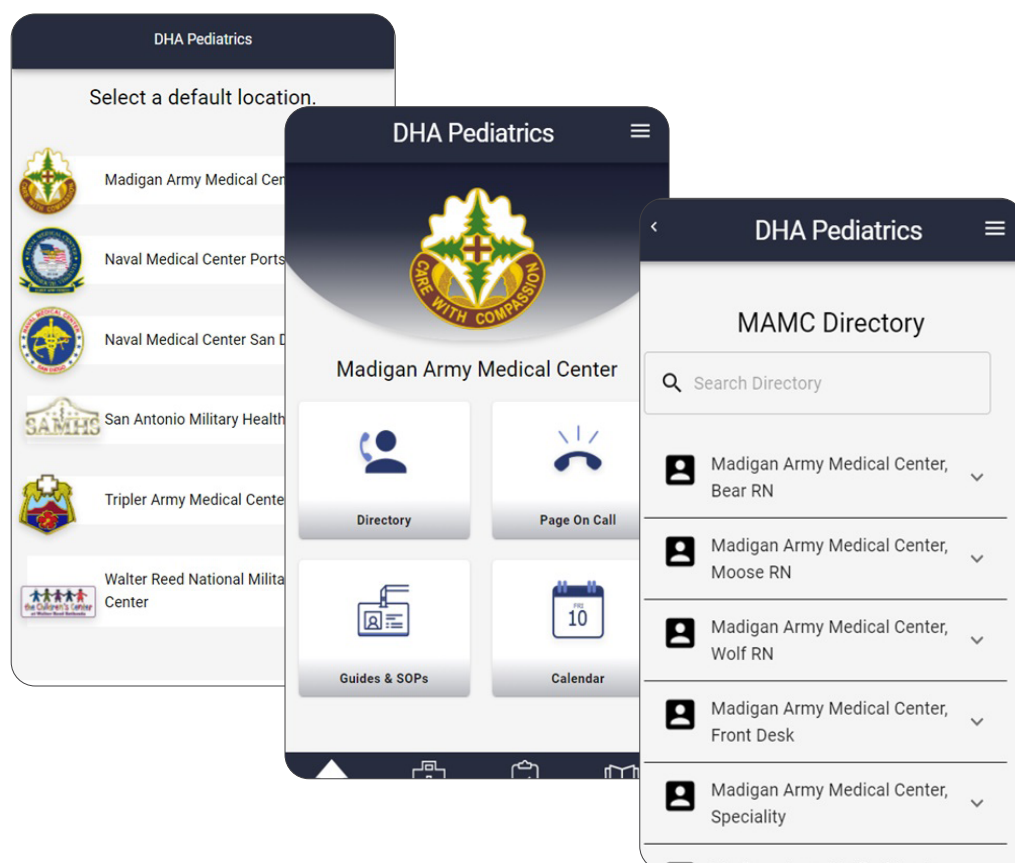 DHA Pediatrics
Select a default location.
Madigan Army Medical Cen
Naval Medical Center Ports
Naval Medical Center San D
SAMHS
San Antonio Military Health
Tripler Army Medical Cente
Walter Reed National Milita
Center
the Children's Center
DHA Pediatrics
CARE WITH COMPASSION
Madigan Army Medical Center
Directory
Page On Call
FRI
10
Guides & SOPs
Calendar
DHA Pediatrics
MAMC Directory
Search Directory
Madigan Army Medical Center,
Bear RN
Madigan Army Medical Center,
Moose RN
Madigan Army Medical Center,
Wolf RN
Madigan Army Medical Center,
Front Desk
Madigan Army Medical Center,
Speciality